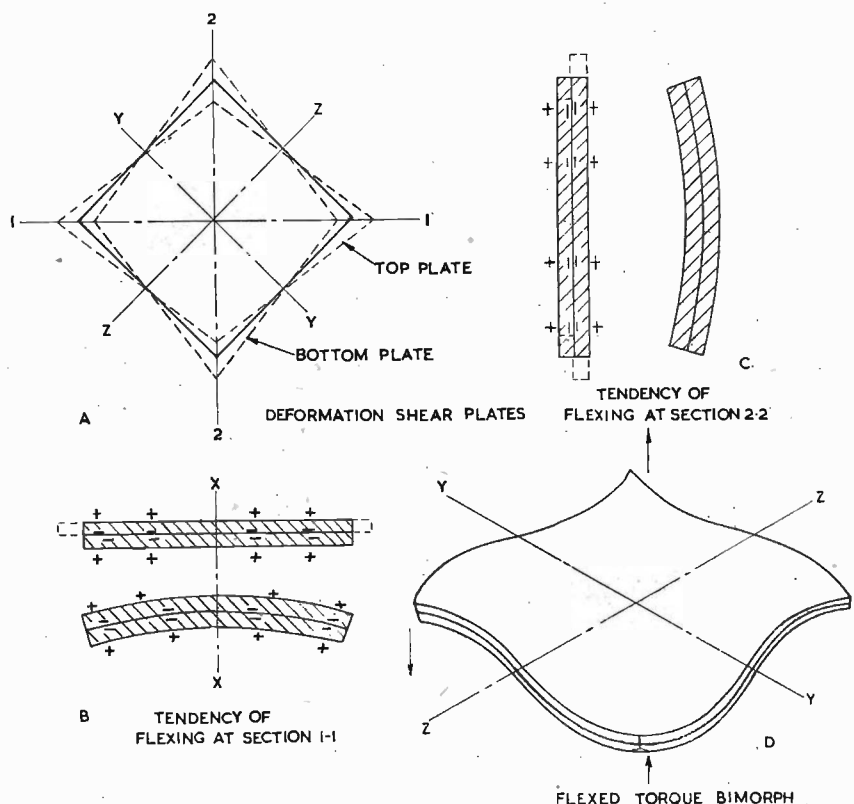 2
Y
Z
1
1
TOP PLATE
Z
Y
BOTTOM PLATE
A
2
DEFORMATION SHEAR PLATES
C
TENDENCY OF
FLEXING AT SECTION 2-2
X
+ + + +
- - - -
- - - -
+ + + +
+ + + +
- - - -
- - - -
+ + + +
X
B
TENDENCY OF
FLEXING AT SECTION 1-1
+ - - +
+ - - +
+ - - +
+ - - +
Y
Z
Z
Y
D
FLEXED TORQUE BIMORPH